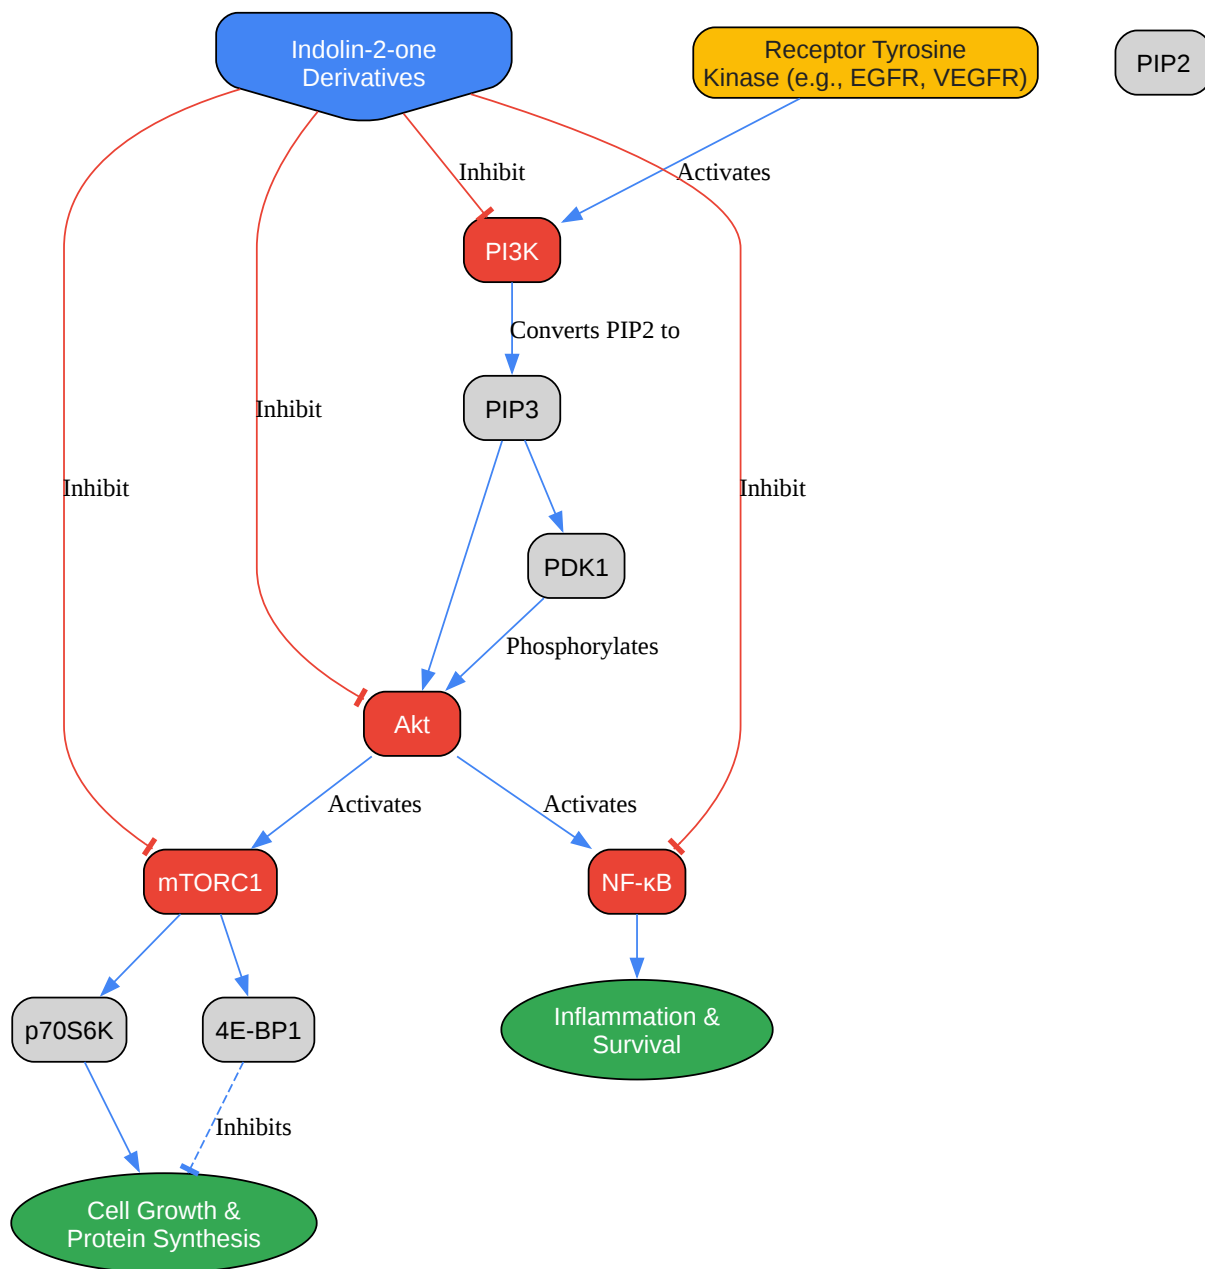 Indolin-2-one
Derivatives
Receptor Tyrosine
Kinase (e.g., EGFR, VEGFR)
PIP2
Inhibit
Activates
PI3K
Converts PIP2 to
PIP3
Inhibit
Inhibit
Inhibit
PDK1
Phosphorylates
Akt
Activates
Activates
mTORC1
NF-κB
p70S6K
4E-BP1
Inflammation &
Survival
Inhibits
Cell Growth &
Protein Synthesis